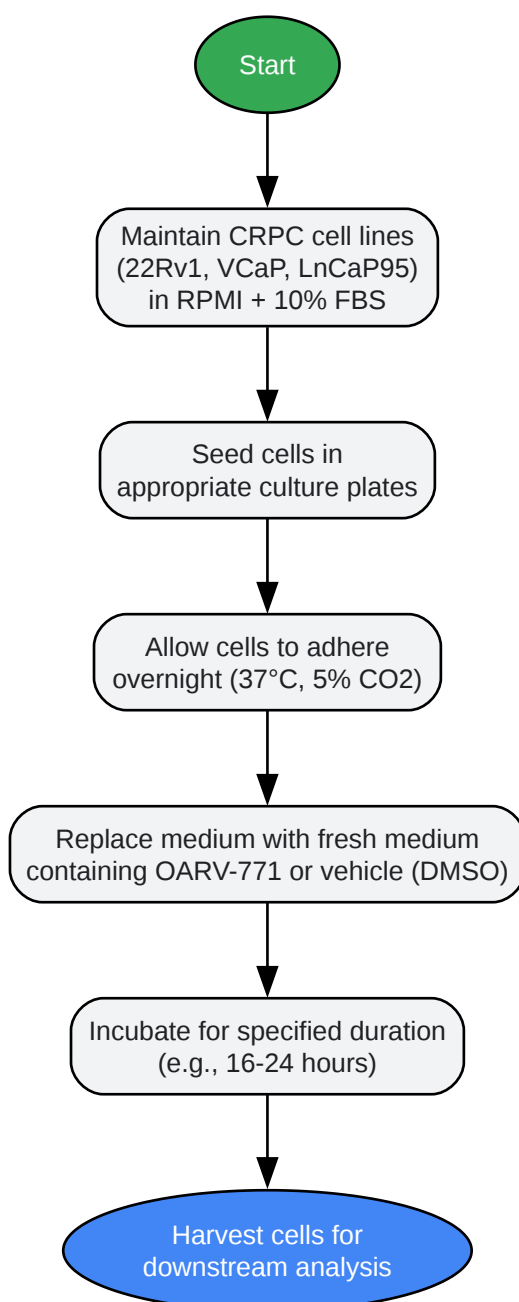 Start
Maintain CRPC cell lines
(22Rv1, VCaP, LnCaP95)
in RPMI + 10% FBS
Seed cells in
appropriate culture plates
Allow cells to adhere
overnight (37°C, 5% CO2)
Replace medium with fresh medium
containing OARV-771 or vehicle (DMSO)
Incubate for specified duration
(e.g., 16-24 hours)
Harvest cells for
downstream analysis